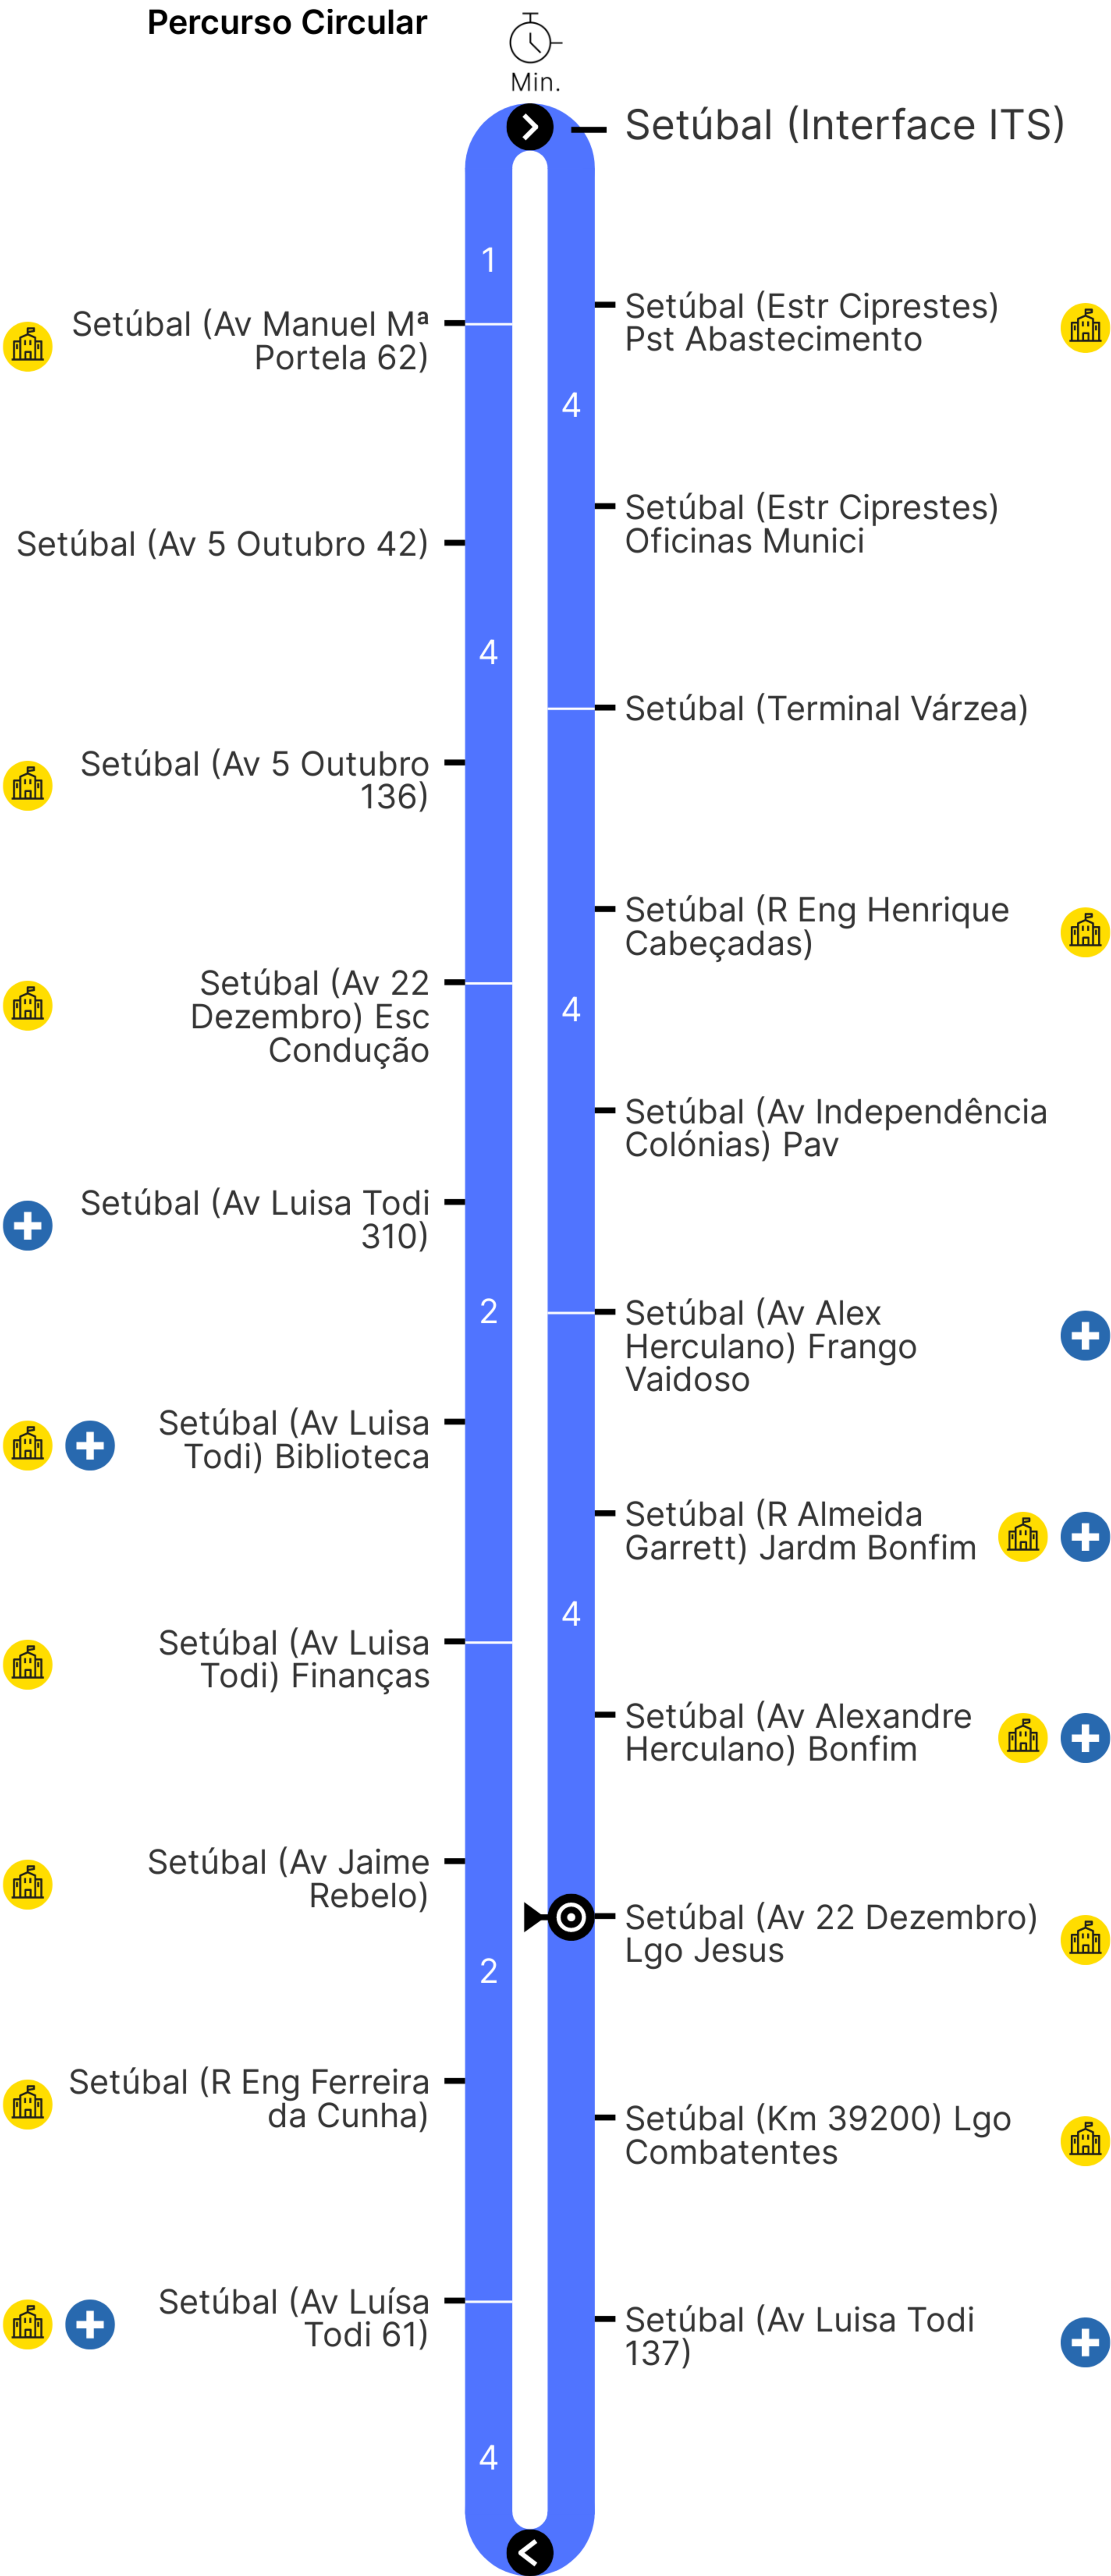 Percurso Circular
Min.
Setúbal (Interface ITS)
1
Setúbal (Av Manuel Mª
Portela 62)
Setúbal (Estr Ciprestes)
Pst Abastecimento
4
Setúbal (Estr Ciprestes)
Oficinas Munici
Setúbal (Av 5 Outubro 42)
4
Setúbal (Terminal Várzea)
Setúbal (Av 5 Outubro
136)
Setúbal (R Eng Henrique
Cabeçadas)
Setúbal (Av 22
Dezembro) Esc
Condução
4
Setúbal (Av Independência
Colónias) Pav
Setúbal (Av Luisa Todi
310)
2
Setúbal (Av Alex
Herculano) Frango
Vaidoso
Setúbal (Av Luisa
Todi) Biblioteca
Setúbal (R Almeida
Garrett) Jardm Bonfim
4
Setúbal (Av Luisa
Todi) Finanças
Setúbal (Av Alexandre
Herculano) Bonfim
Setúbal (Av Jaime
Rebelo)
Setúbal (Av 22 Dezembro)
Lgo Jesus
2
Setúbal (R Eng Ferreira
da Cunha)
Setúbal (Km 39200) Lgo
Combatentes
Setúbal (Av Luísa
Todi 61)
Setúbal (Av Luisa Todi
137)
4